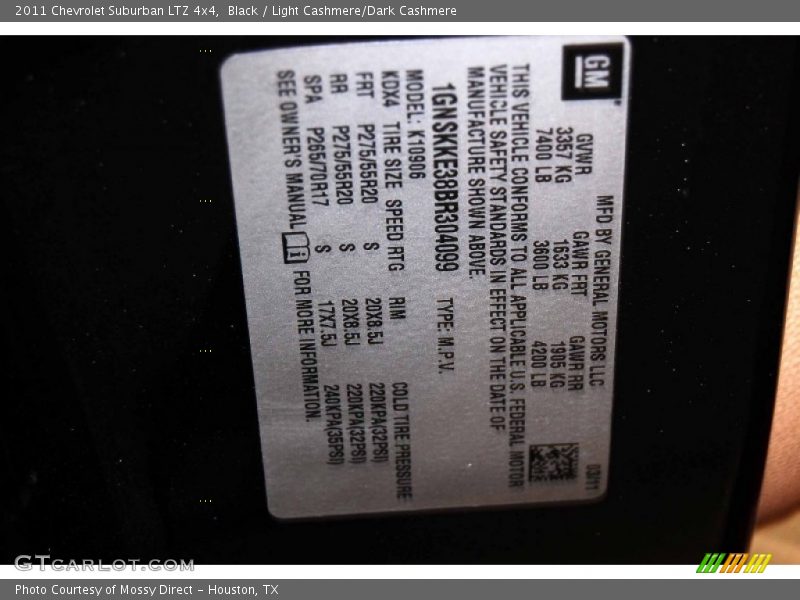 2011 Chevrolet Suburban LTZ 4x4,  Black / Light Cashmere/Dark Cashmere
GM
MFD BY GENERAL MOTORS LLC 03/11
GVWR GAWR FRT GAWR RR
3357 KG 1633 KG 1905 KG
7400 LB 3600 LB 4200 LB
THIS VEHICLE CONFORMS TO ALL APPLICABLE U.S. FEDERAL MOTOR
VEHICLE SAFETY STANDARDS IN EFFECT ON THE DATE OF
MANUFACTURE SHOWN ABOVE.
1GNSKKE38BR304099 TYPE: M.P.V.
MODEL: K10906
KDX4 TIRE SIZE SPEED RTG RIM COLD TIRE PRESSURE
FRT P275/55R20 S 20X8.5J 220KPA(32PSI)
RR P275/55R20 S 20X8.5J 220KPA(32PSI)
SPA P265/70R17 S 17X7.5J 240KPA(35PSI)
SEE OWNER'S MANUAL i FOR MORE INFORMATION.
GTCARLOT.COM
Photo Courtesy of Mossy Direct – Houston, TX